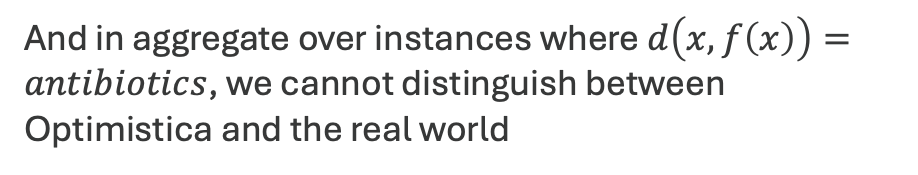 And in aggregate over instances where d(x, f(x)) =
antibiotics, we cannot distinguish between
Optimistica and the real world